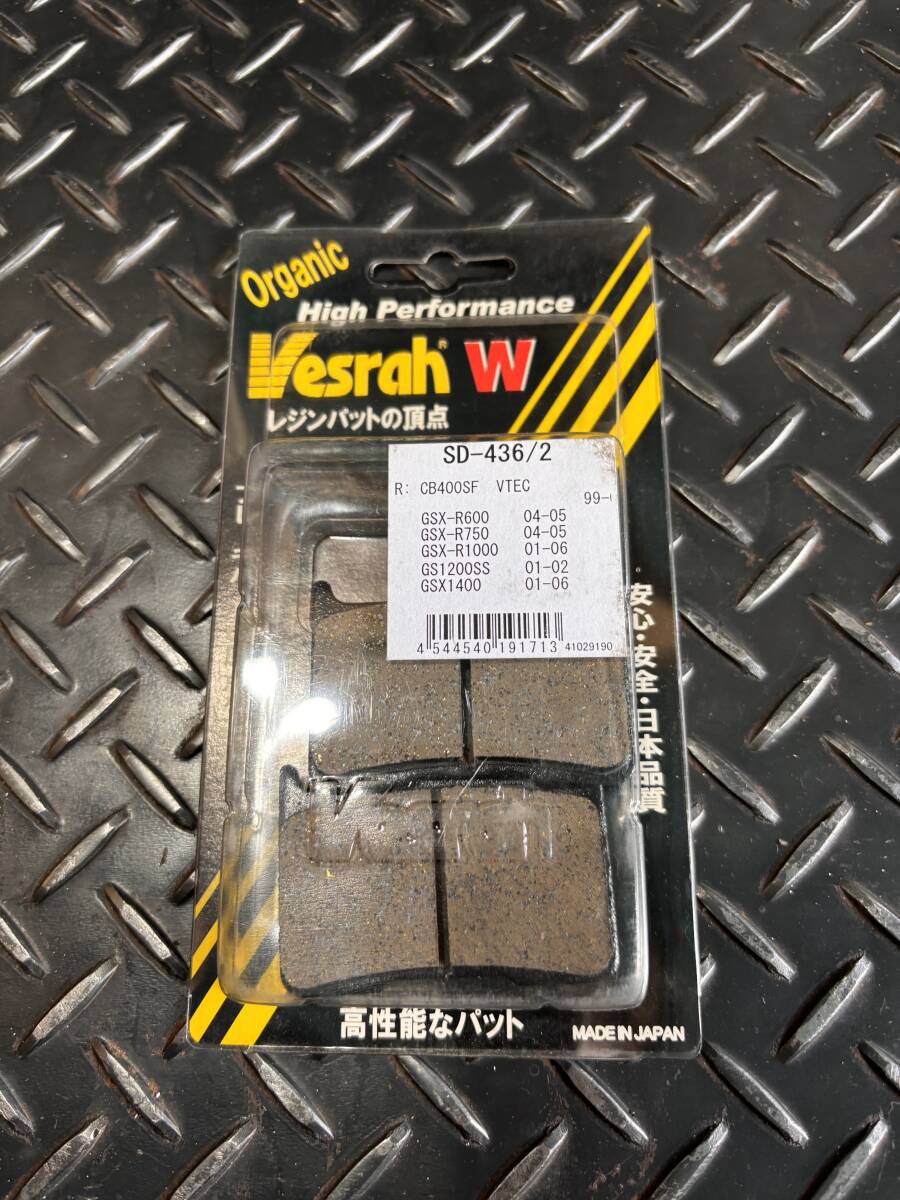 Organic
High Performance
Vesrah® W
レジンパットの頂点
SD-436/2
R: CB400SF VTEC
99-
GSX-R600 04-05
GSX-R750 04-05
GSX-R1000 01-06
GS1200SS 01-02
GSX1400 01-06
4 544540 191713 41029190
安心・安全・日本品質
高性能なパット
MADE IN JAPAN